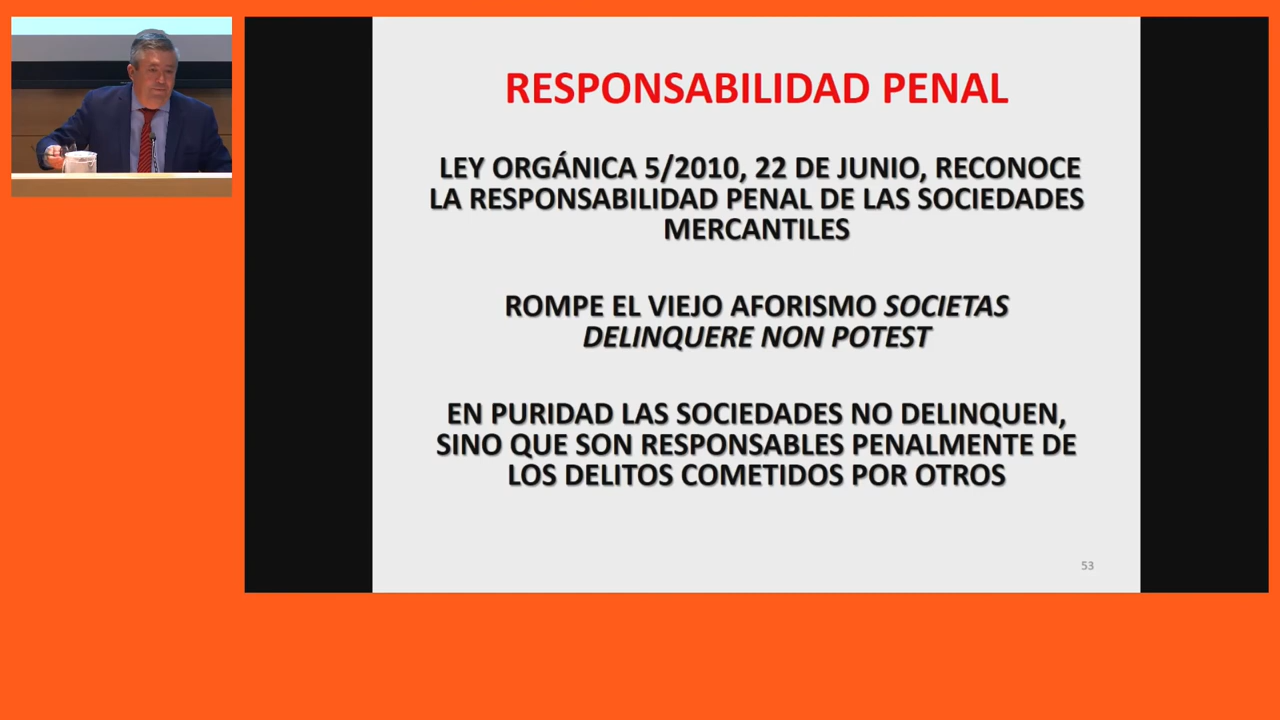 RESPONSABILIDAD PENAL
LEY ORGÁNICA 5/2010, 22 DE JUNIO, RECONOCE
LA RESPONSABILIDAD PENAL DE LAS SOCIEDADES
MERCANTILES
ROMPE EL VIEJO AFORISMO SOCIETAS
DELINQUERE NON POTEST
EN PURIDAD LAS SOCIEDADES NO DELINQUEN,
SINO QUE SON RESPONSABLES PENALMENTE DE
LOS DELITOS COMETIDOS POR OTROS
53